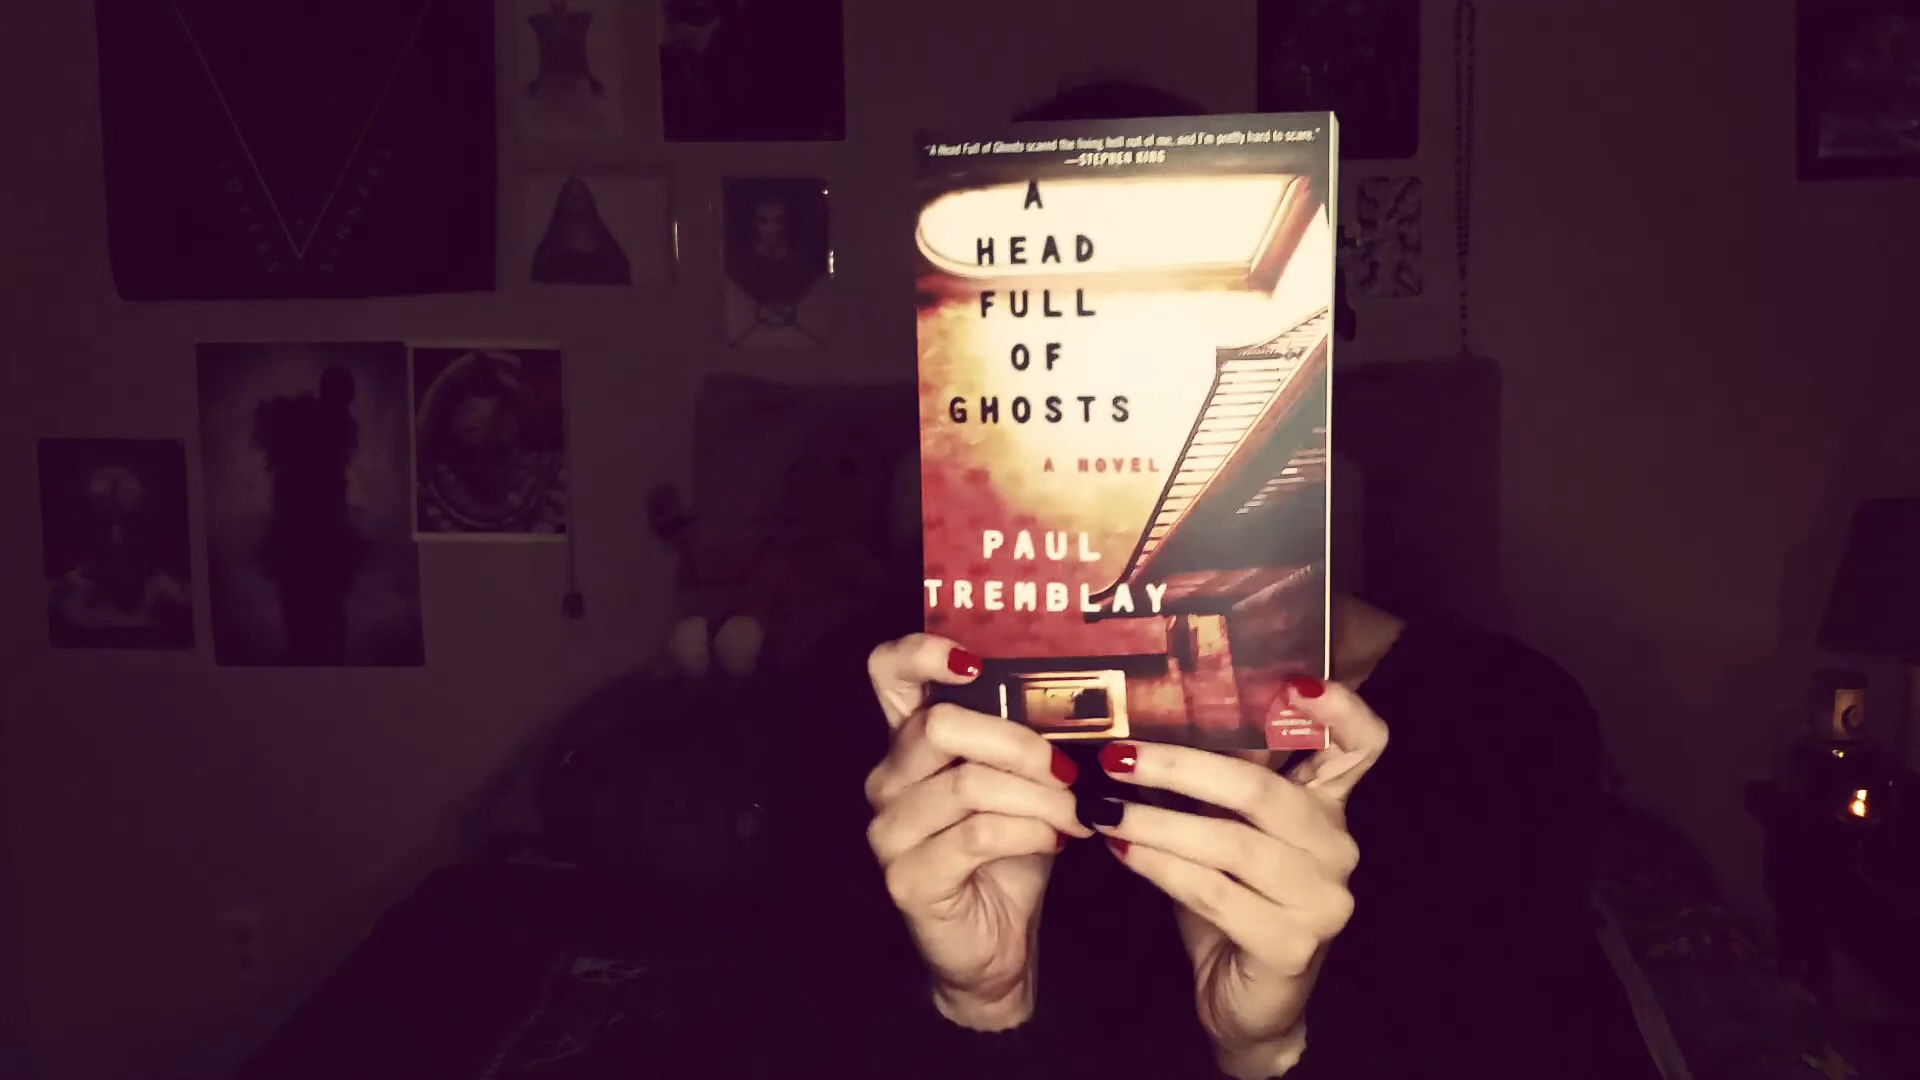 "A Head Full of Ghosts scared the living hell out of me, and I'm pretty hard to scare."
—STEPHEN KING
A
HEAD
FULL
OF
GHOSTS
A NOVEL
PAUL
TREMBLAY